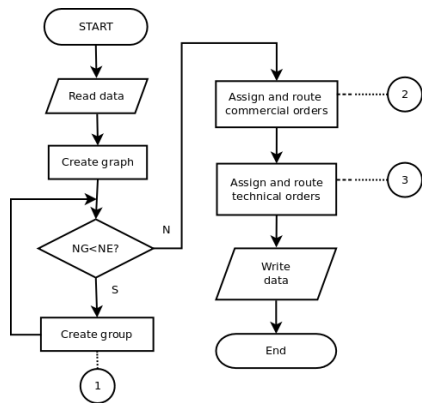 START
Read data
Create graph
NG<NE?
N
S
Create group
1
Assign and route
commercial orders
2
Assign and route
technical orders
3
Write
data
End